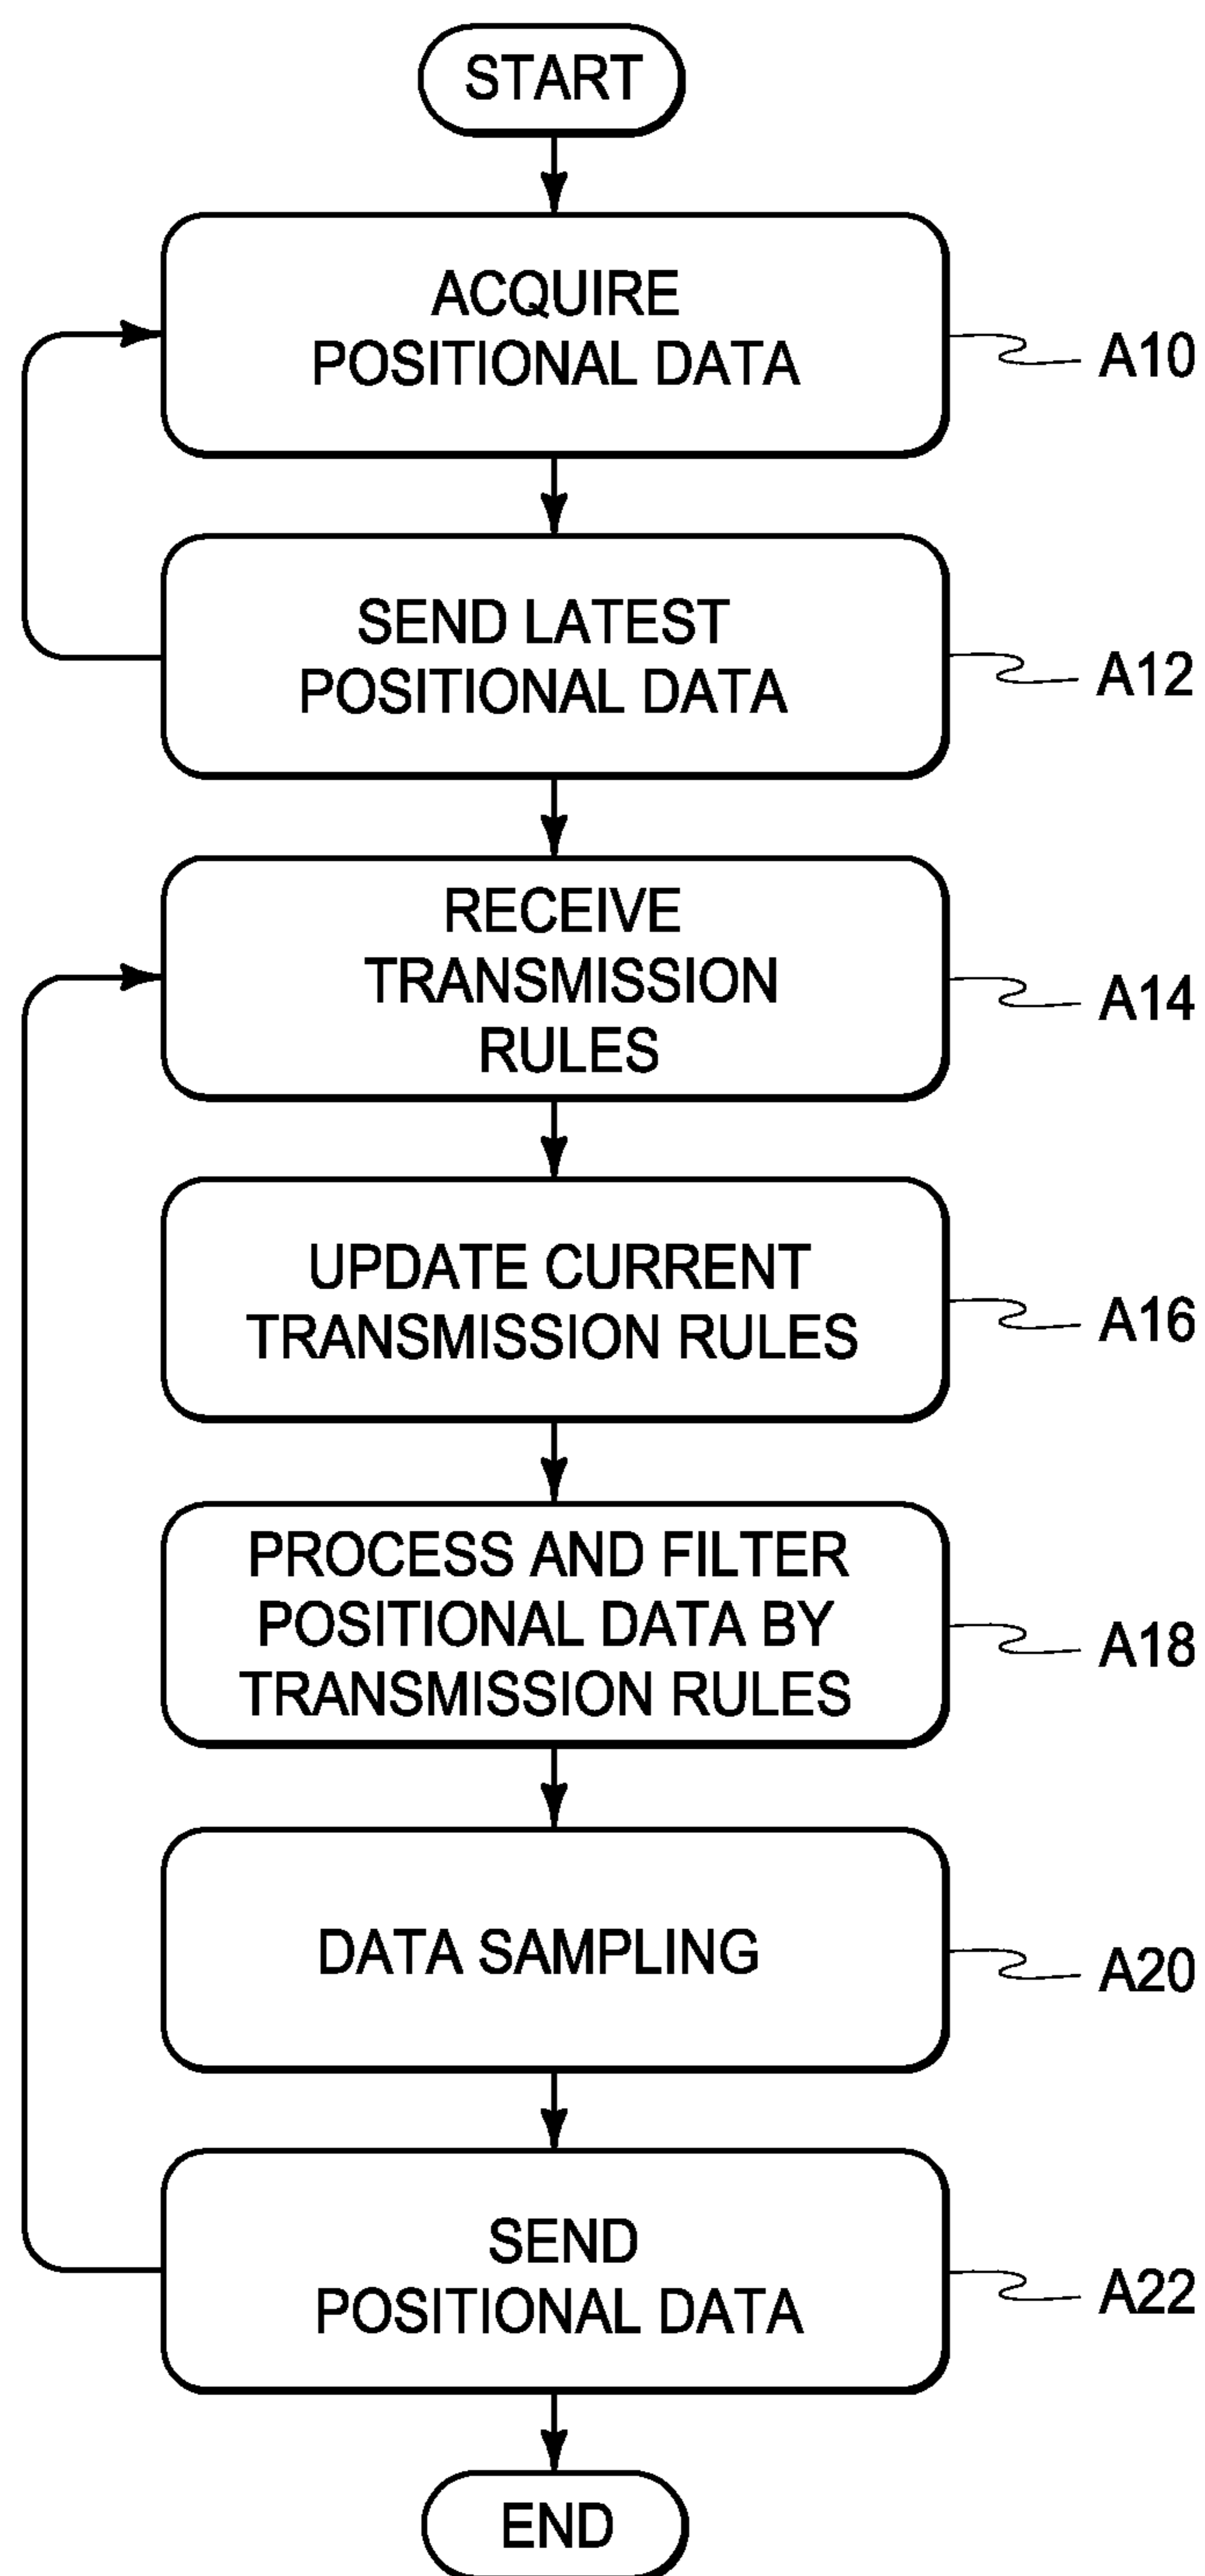 START
ACQUIRE
POSITIONAL DATA
A10
SEND LATEST
POSITIONAL DATA
A12
RECEIVE
TRANSMISSION
RULES
A14
UPDATE CURRENT
TRANSMISSION RULES
A16
PROCESS AND FILTER
POSITIONAL DATA BY
TRANSMISSION RULES
A18
DATA SAMPLING
A20
SEND
POSITIONAL DATA
A22
END